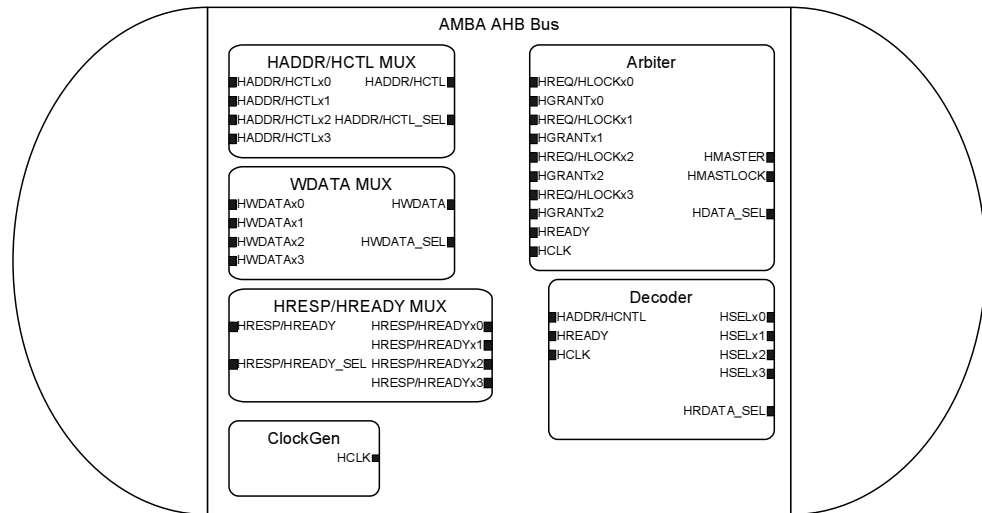 AMBA AHB Bus
HADDR/HCTL MUX
HADDR/HCTLx0 HADDR/HCTL
HADDR/HCTLx1
HADDR/HCTLx2 HADDR/HCTL_SEL
HADDR/HCTLx3
WDATA MUX
HWDATAx0 HWDATA
HWDATAx1
HWDATAx2 HWDATA_SEL
HWDATAx3
HRESP/HREADY MUX
HRESP/HREADY HRESP/HREADYx0
HRESP/HREADYx1
HRESP/HREADY_SEL HRESP/HREADYx2
HRESP/HREADYx3
ClockGen
HCLK
Arbiter
HREQ/HLOCKx0
HGRANTx0
HREQ/HLOCKx1
HGRANTx1
HREQ/HLOCKx2 HMASTER
HGRANTx2 HMASTLOCK
HREQ/HLOCKx3
HGRANTx2 HDATA_SEL
HREADY
HCLK
Decoder
HADDR/HCNTL HSELx0
HREADY HSELx1
HCLK HSELx2
HSELx3
HRDATA_SEL